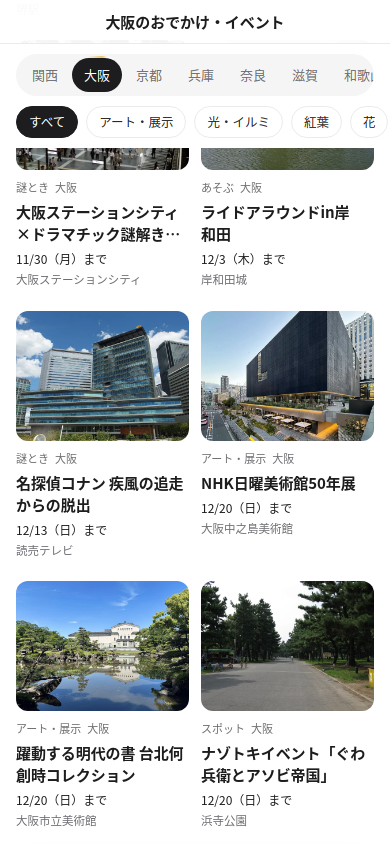 大阪のおでかけ・イベント
関西 大阪 京都 兵庫 奈良 滋賀 和歌
すべて アート・展示 光・イルミ 紅葉 花
謎とき 大阪
大阪ステーションシティ
×ドラマチック謎解き…
11/30（月）まで
大阪ステーションシティ
あそぶ 大阪
ライドアラウンドin岸
和田
12/3（木）まで
岸和田城
謎とき 大阪
名探偵コナン 疾風の追走
からの脱出
12/13（日）まで
読売テレビ
アート・展示 大阪
NHK日曜美術館50年展
12/20（日）まで
大阪中之島美術館
アート・展示 大阪
躍動する明代の書 台北何
創時コレクション
12/20（日）まで
大阪市立美術館
スポット 大阪
ナゾトキイベント「ぐわ
兵衛とアソビ帝国」
12/20（日）まで
浜寺公園